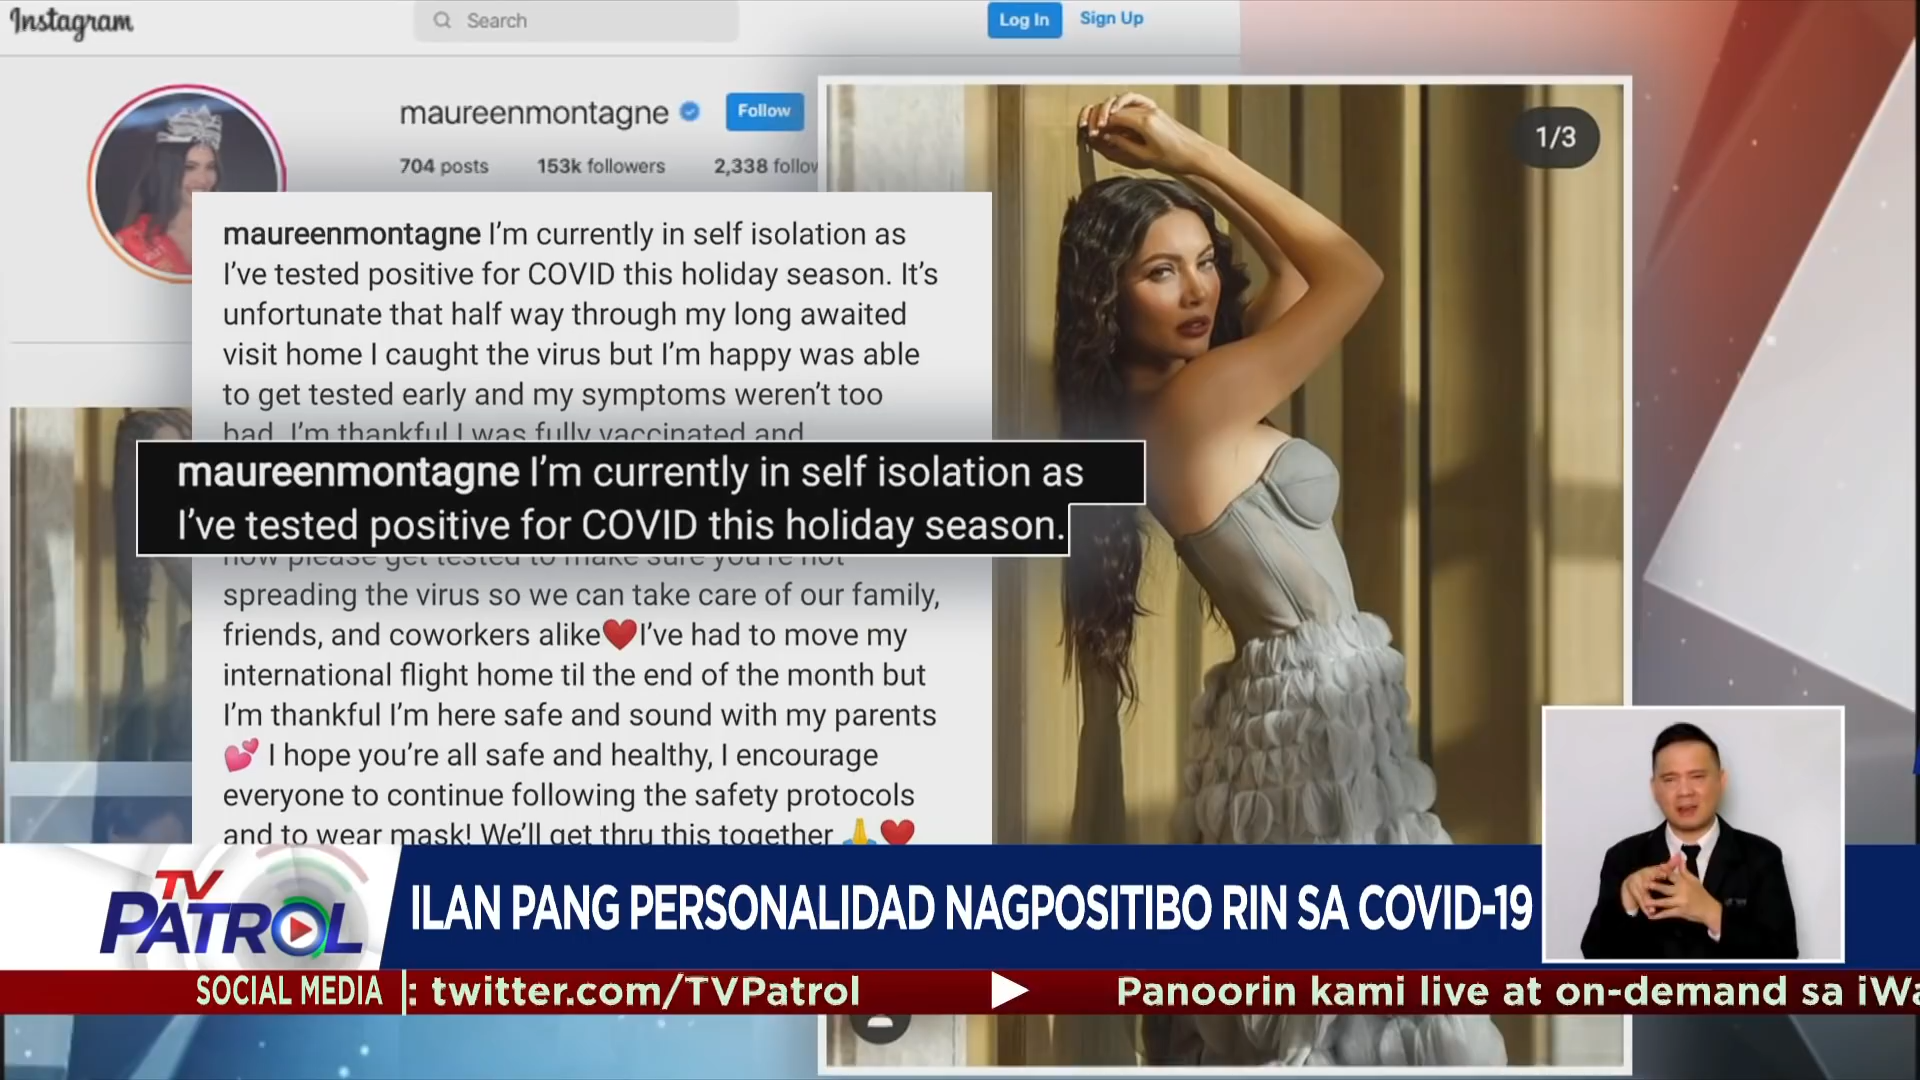 Instagram
Search
Log In
Sign Up
maureenmontagne
Follow
704 posts
153k followers
2,338
1/3
maureenmontagne I'm currently in self isolation as
I've tested positive for COVID this holiday season. It's
unfortunate that half way through my long awaited
visit home I caught the virus but I'm happy was able
to get tested early and my symptoms weren't too
bad. I'm thankful I was fully vaccinated and
maureenmontagne I'm currently in self isolation as
I've tested positive for COVID this holiday season.
now please get tested to make sure you're not
spreading the virus so we can take care of our family,
friends, and coworkers alike❤️I've had to move my
international flight home til the end of the month but
I'm thankful I'm here safe and sound with my parents
💕 I hope you're all safe and healthy, I encourage
everyone to continue following the safety protocols
and to wear mask! We'll get thru this together 🙏❤️
TV PATROL
ILAN PANG PERSONALIDAD NAGPOSITIBO RIN SA COVID-19
SOCIAL MEDIA |: twitter.com/TVPatrol Panoorin kami live at on-demand sa